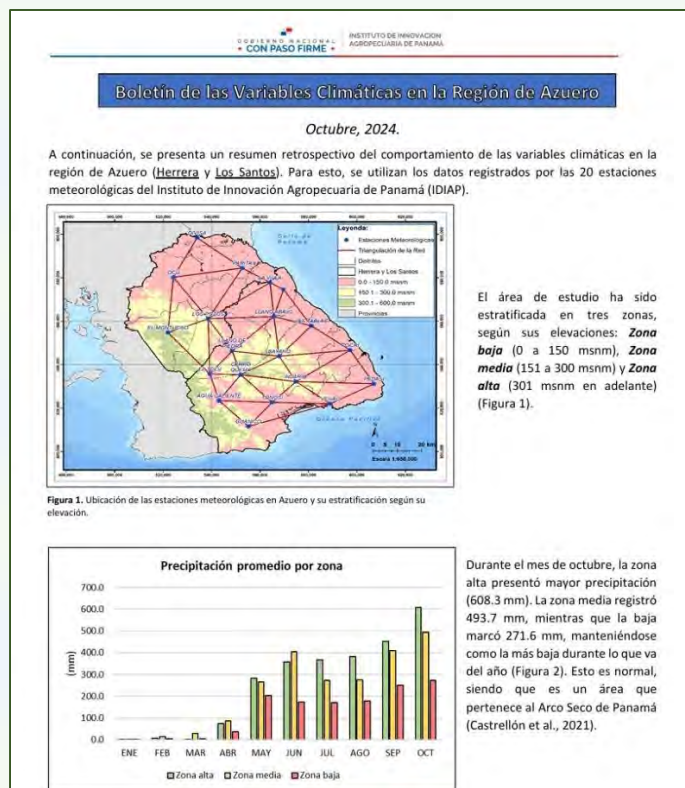 GOBIERNO NACIONAL
• CON PASO FIRME •
INSTITUTO DE INNOVACION
AGROPECUARIA DE PANAMÁ
Boletín de las Variables Climáticas en la Región de Azuero
Octubre, 2024.
A continuación, se presenta un resumen retrospectivo del comportamiento de las variables climáticas en la
región de Azuero (Herrera y Los Santos). Para esto, se utilizan los datos registrados por las 20 estaciones
meteorológicas del Instituto de Innovación Agropecuaria de Panamá (IDIAP).
Golfo de
Panamá
Leyenda:
Estaciones Meteorológicas
Triangulación de la Red
Distritos
Herrera y Los Santos
0.0 - 150.0 msnm
150.1 - 300.0 msnm
300.1 - 600.0 msnm
Provincias
Océano Pacífico
0 5 10 20 km
El área de estudio ha sido
estratificada en tres zonas,
según sus elevaciones: Zona
baja (0 a 150 msnm), Zona
media (151 a 300 msnm) y Zona
alta (301 msnm en adelante)
(Figura 1).
Figura 1. Ubicación de las estaciones meteorológicas en Azuero y su estratificación según su
elevación.
Precipitación promedio por zona
(mm)
700.0
600.0
500.0
400.0
300.0
200.0
100.0
0.0
ENE FEB MAR ABR MAY JUN JUL AGO SEP OCT
Zona alta Zona media Zona baja
Durante el mes de octubre, la zona
alta presentó mayor precipitación
(608.3 mm). La zona media registró
493.7 mm, mientras que la baja
marcó 271.6 mm, manteniéndose
como la más baja durante lo que va
del año (Figura 2). Esto es normal,
siendo que es un área que
pertenece al Arco Seco de Panamá
(Castrellón et al., 2021).